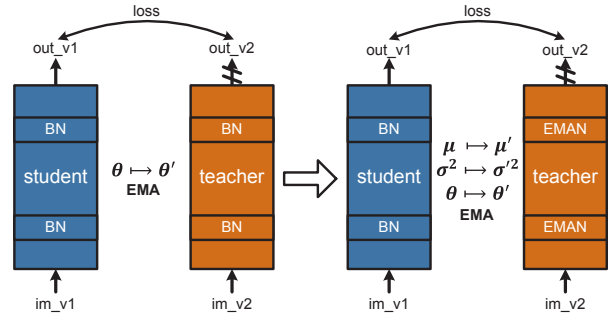 loss
out_v1
out_v2
BN
student
BN
im_v1
θ ↦ θ′
EMA
BN
teacher
BN
im_v2
loss
out_v1
out_v2
BN
student
BN
im_v1
μ ↦ μ′
σ² ↦ σ′²
θ ↦ θ′
EMA
EMAN
teacher
EMAN
im_v2